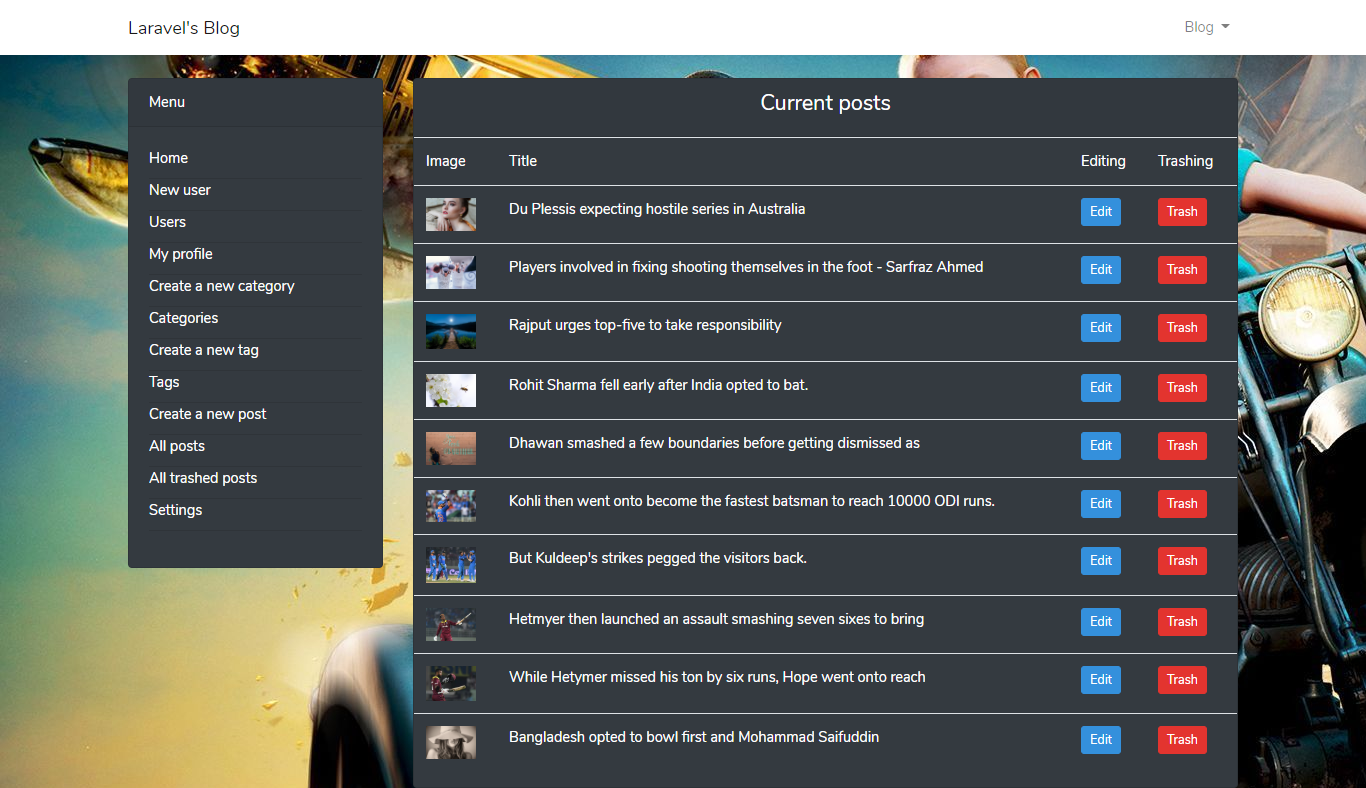 Laravel's Blog
Blog
Menu
Home
New user
Users
My profile
Create a new category
Categories
Create a new tag
Tags
Create a new post
All posts
All trashed posts
Settings
Current posts
Image Title Editing Trashing
Du Plessis expecting hostile series in Australia Edit Trash
Players involved in fixing shooting themselves in the foot - Sarfraz Ahmed Edit Trash
Rajput urges top-five to take responsibility Edit Trash
Rohit Sharma fell early after India opted to bat. Edit Trash
Dhawan smashed a few boundaries before getting dismissed as Edit Trash
Kohli then went onto become the fastest batsman to reach 10000 ODI runs. Edit Trash
But Kuldeep's strikes pegged the visitors back. Edit Trash
Hetmyer then launched an assault smashing seven sixes to bring Edit Trash
While Hetymer missed his ton by six runs, Hope went onto reach Edit Trash
Bangladesh opted to bowl first and Mohammad Saifuddin Edit Trash